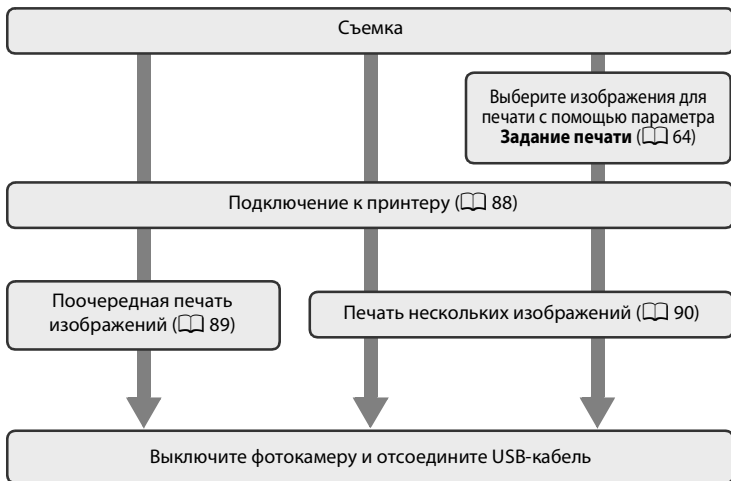 Съемка
Выберите изображения для
печати с помощью параметра
Задание печати (📖 64)
Подключение к принтеру (📖 88)
Поочередная печать
изображений (📖 89)
Печать нескольких изображений (📖 90)
Выключите фотокамеру и отсоедините USB-кабель